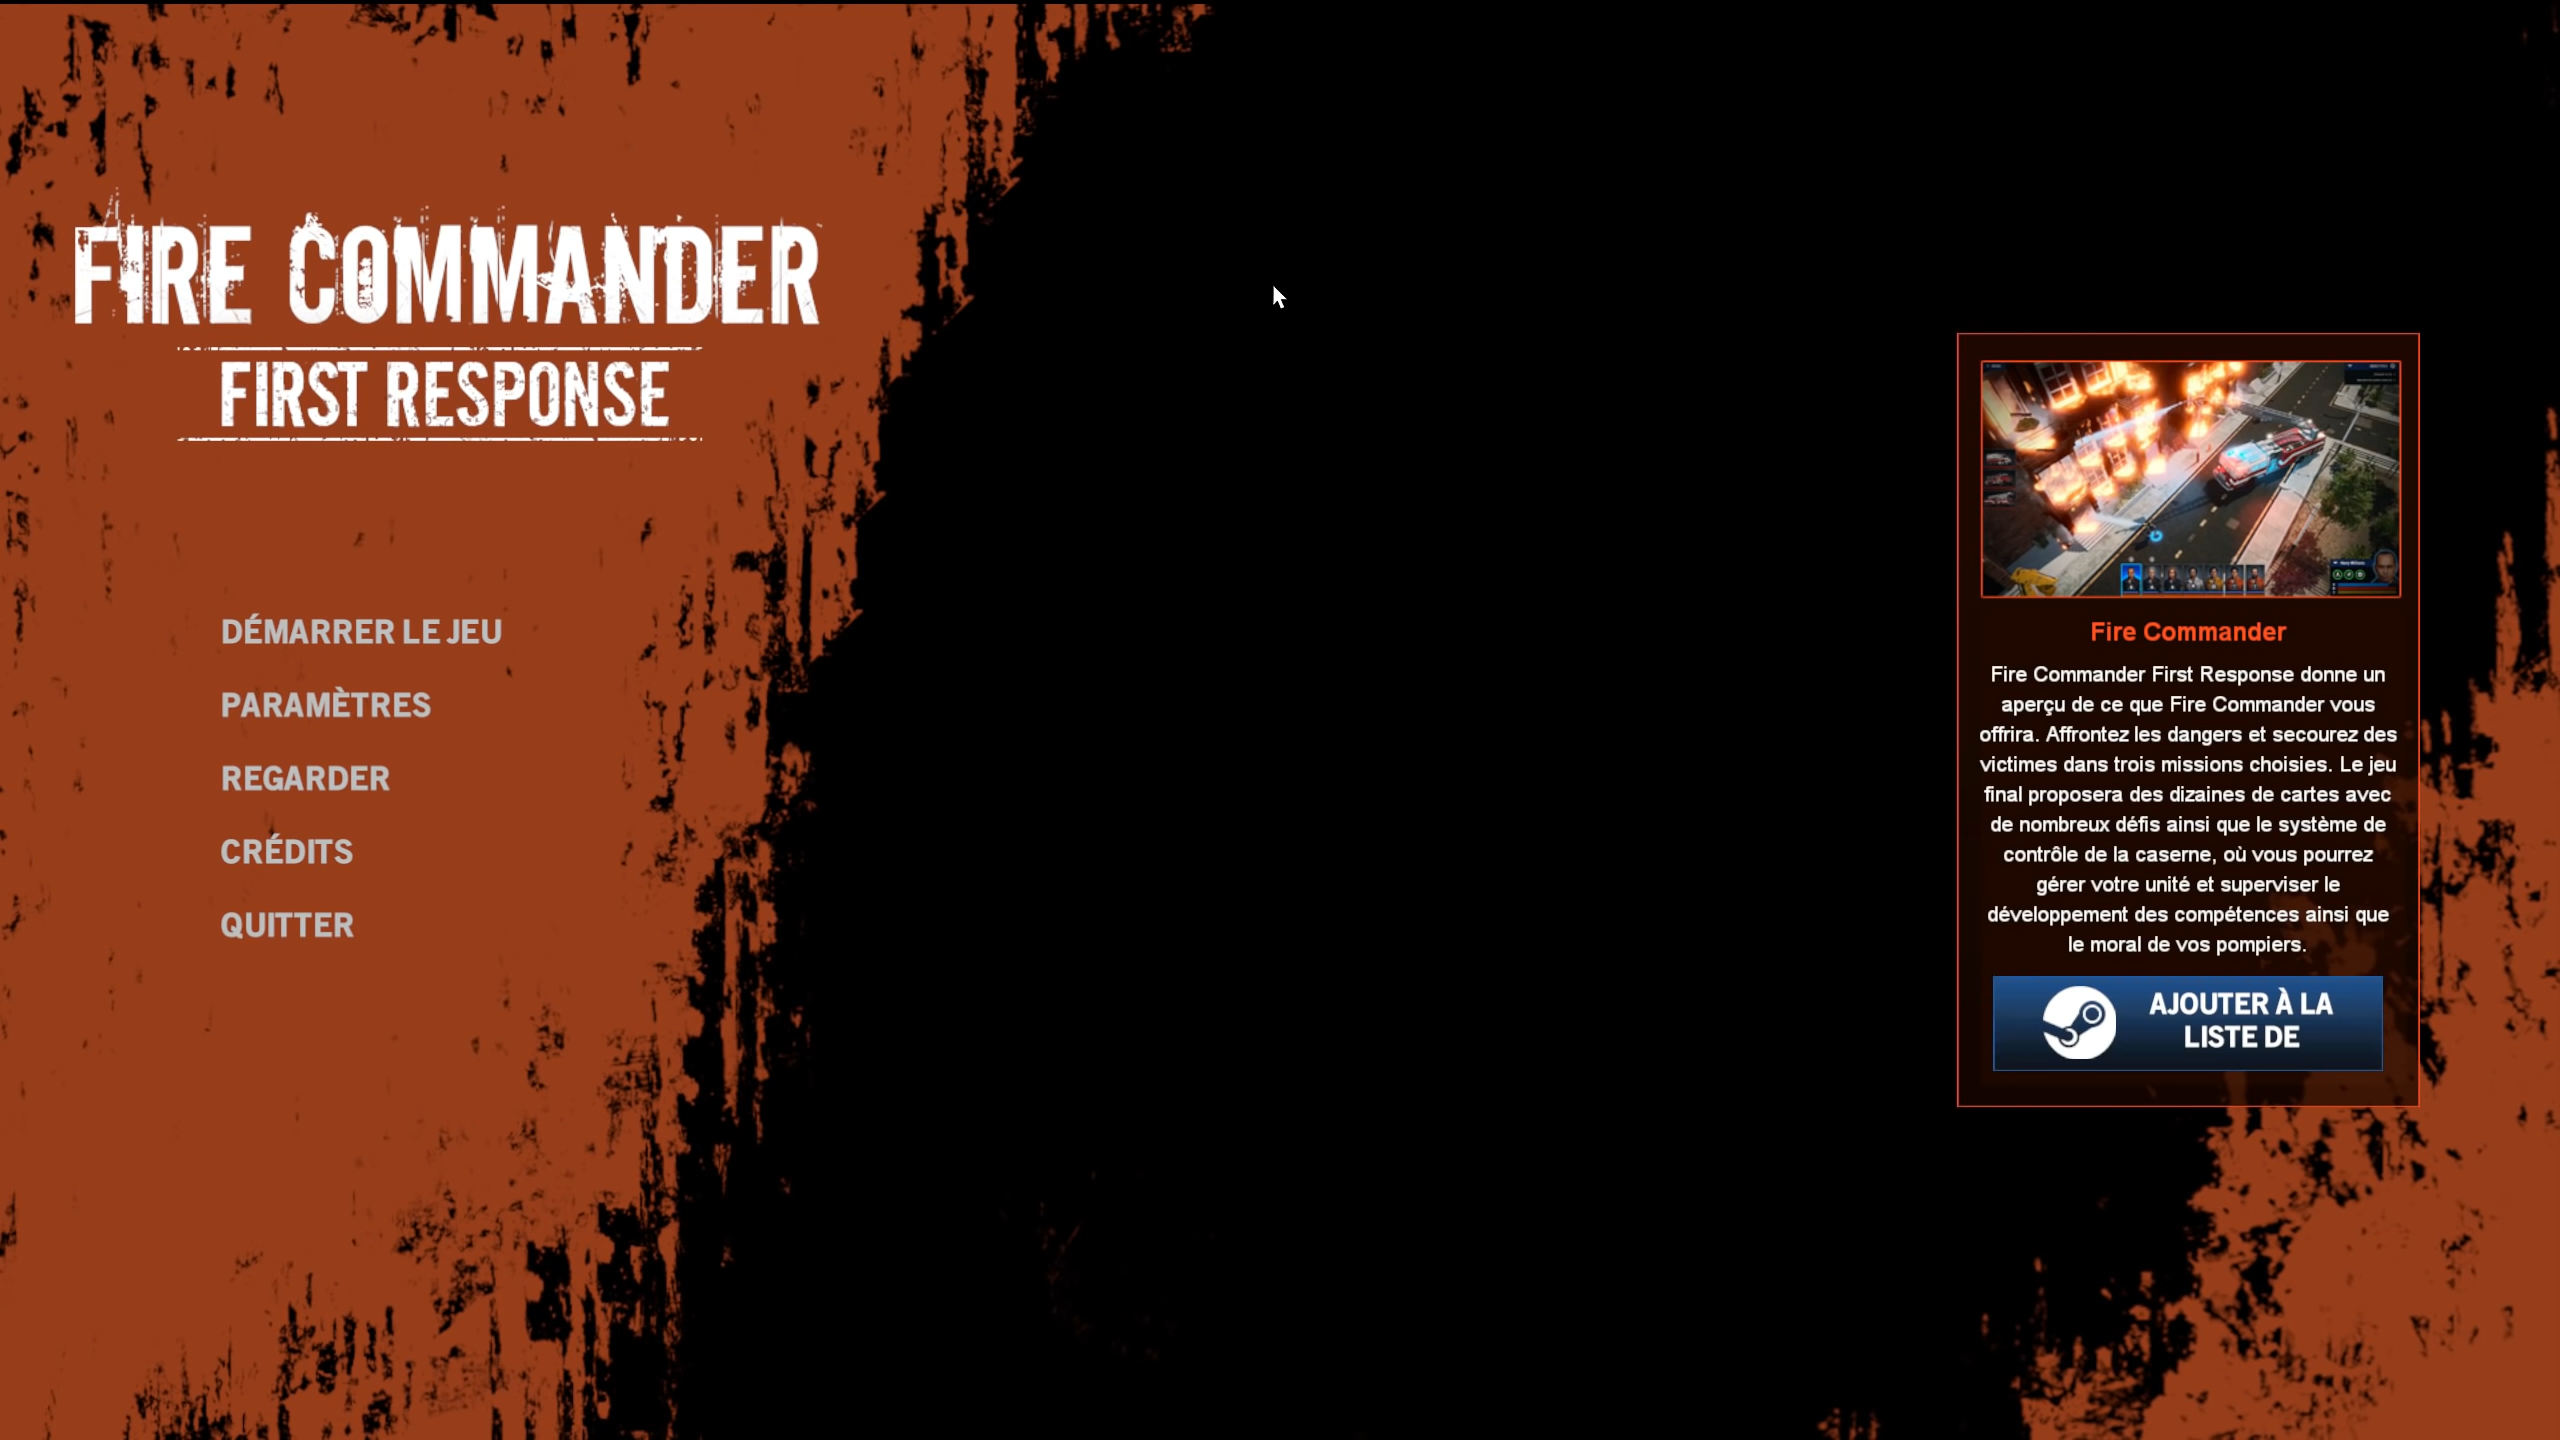 FIRE COMMANDER
FIRST RESPONSE
DÉMARRER LE JEU
PARAMÈTRES
REGARDER
CRÉDITS
QUITTER
Fire Commander
Fire Commander First Response donne un
aperçu de ce que Fire Commander vous
offrira. Affrontez les dangers et secourez des
victimes dans trois missions choisies. Le jeu
final proposera des dizaines de cartes avec
de nombreux défis ainsi que le système de
contrôle de la caserne, où vous pourrez
gérer votre unité et superviser le
développement des compétences ainsi que
le moral de vos pompiers.
AJOUTER À LA
LISTE DE